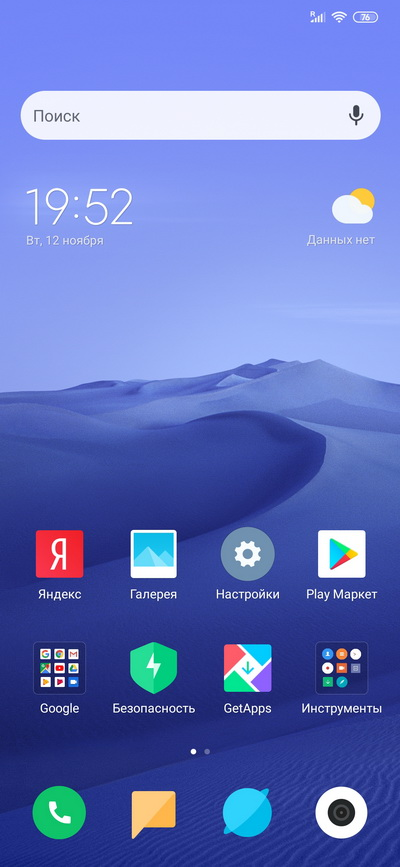 R 76
Поиск
19:52
Вт, 12 ноября
Данных нет
Я
Яндекс Галерея Настройки Play Маркет
Google Безопасность GetApps Инструменты